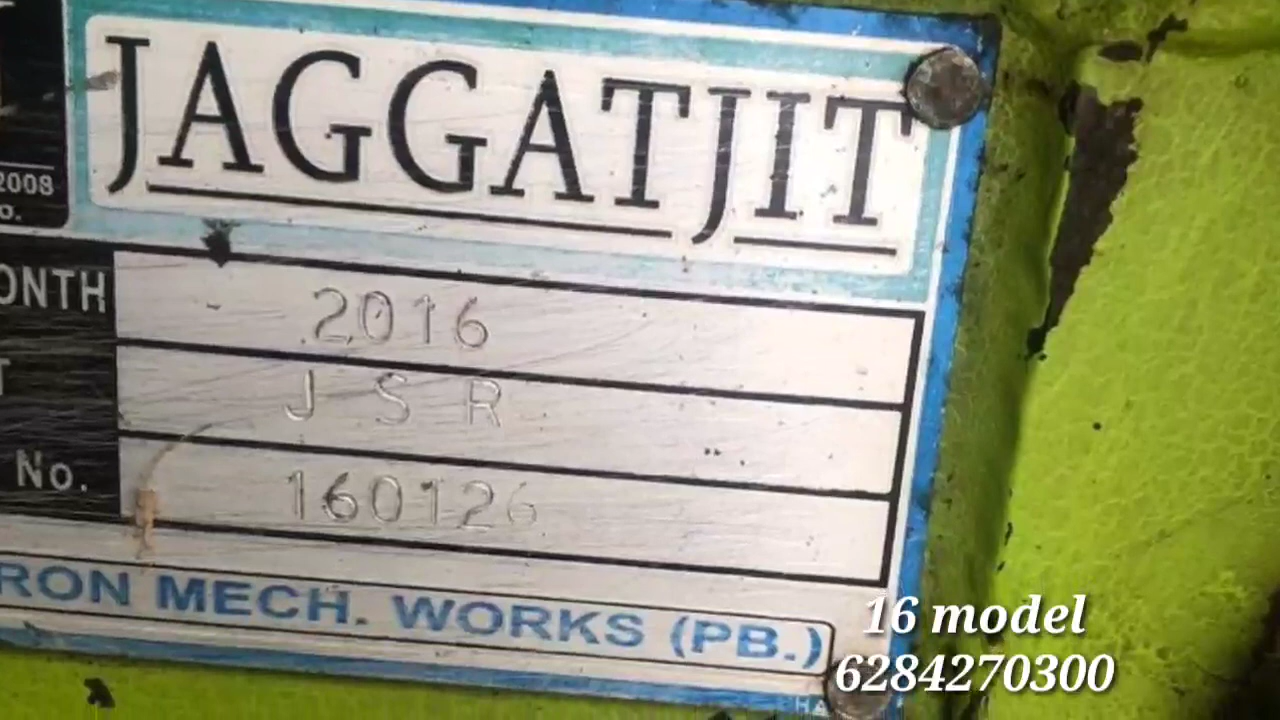 JAGGATJIT
2008
o.
ONTH
2016
T
J S R
No.
160126
RON MECH. WORKS (PB.)
16 model
6284270300